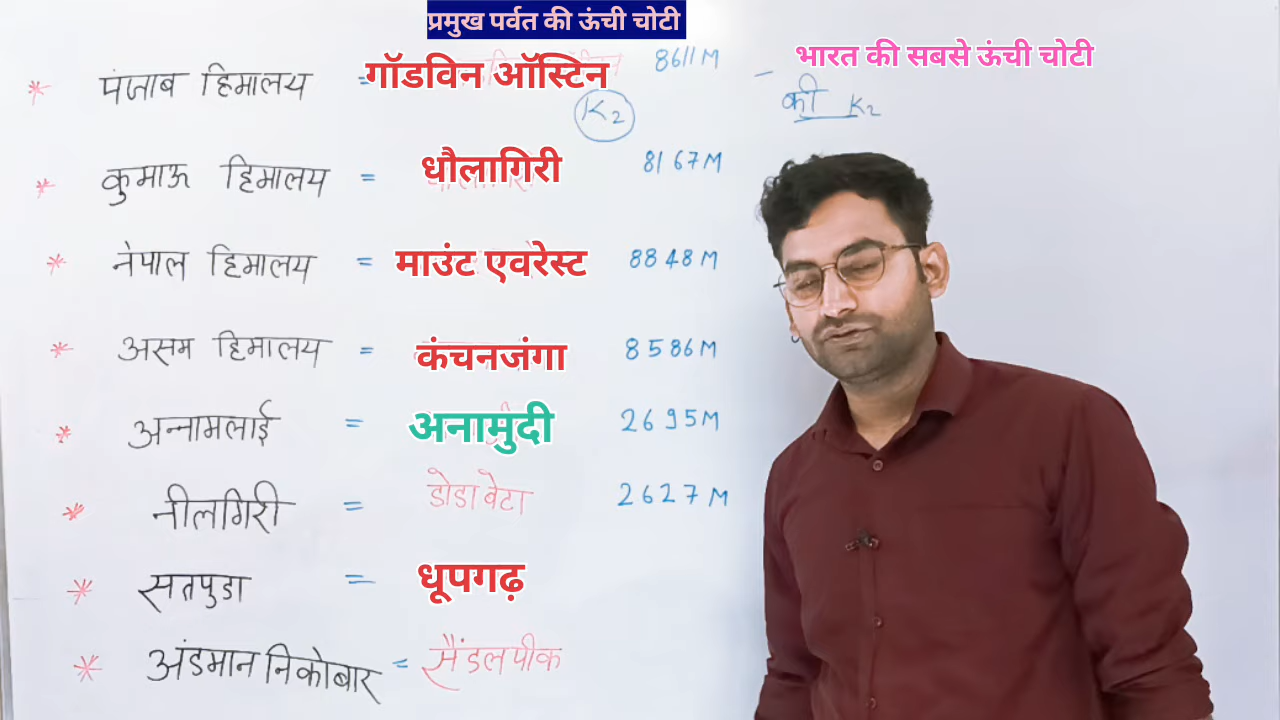 प्रमुख पर्वत की ऊंची चोटी
भारत की सबसे ऊंची चोटी
की K2
* पंजाब हिमालय = गॉडविन ऑस्टिन 8611 M
K2
* कुमाऊ हिमालय = धौलागिरी 8167 M
* नेपाल हिमालय = माउंट एवरेस्ट 8848 M
* असम हिमालय = कंचनजंगा 8586 M
* अन्नामलाई = अनामुदी 2695 M
* नीलगिरी = डोडा बेटा 2627 M
* सतपुडा = धूपगढ़
* अंडमान निकोबार = सैंडल पीक